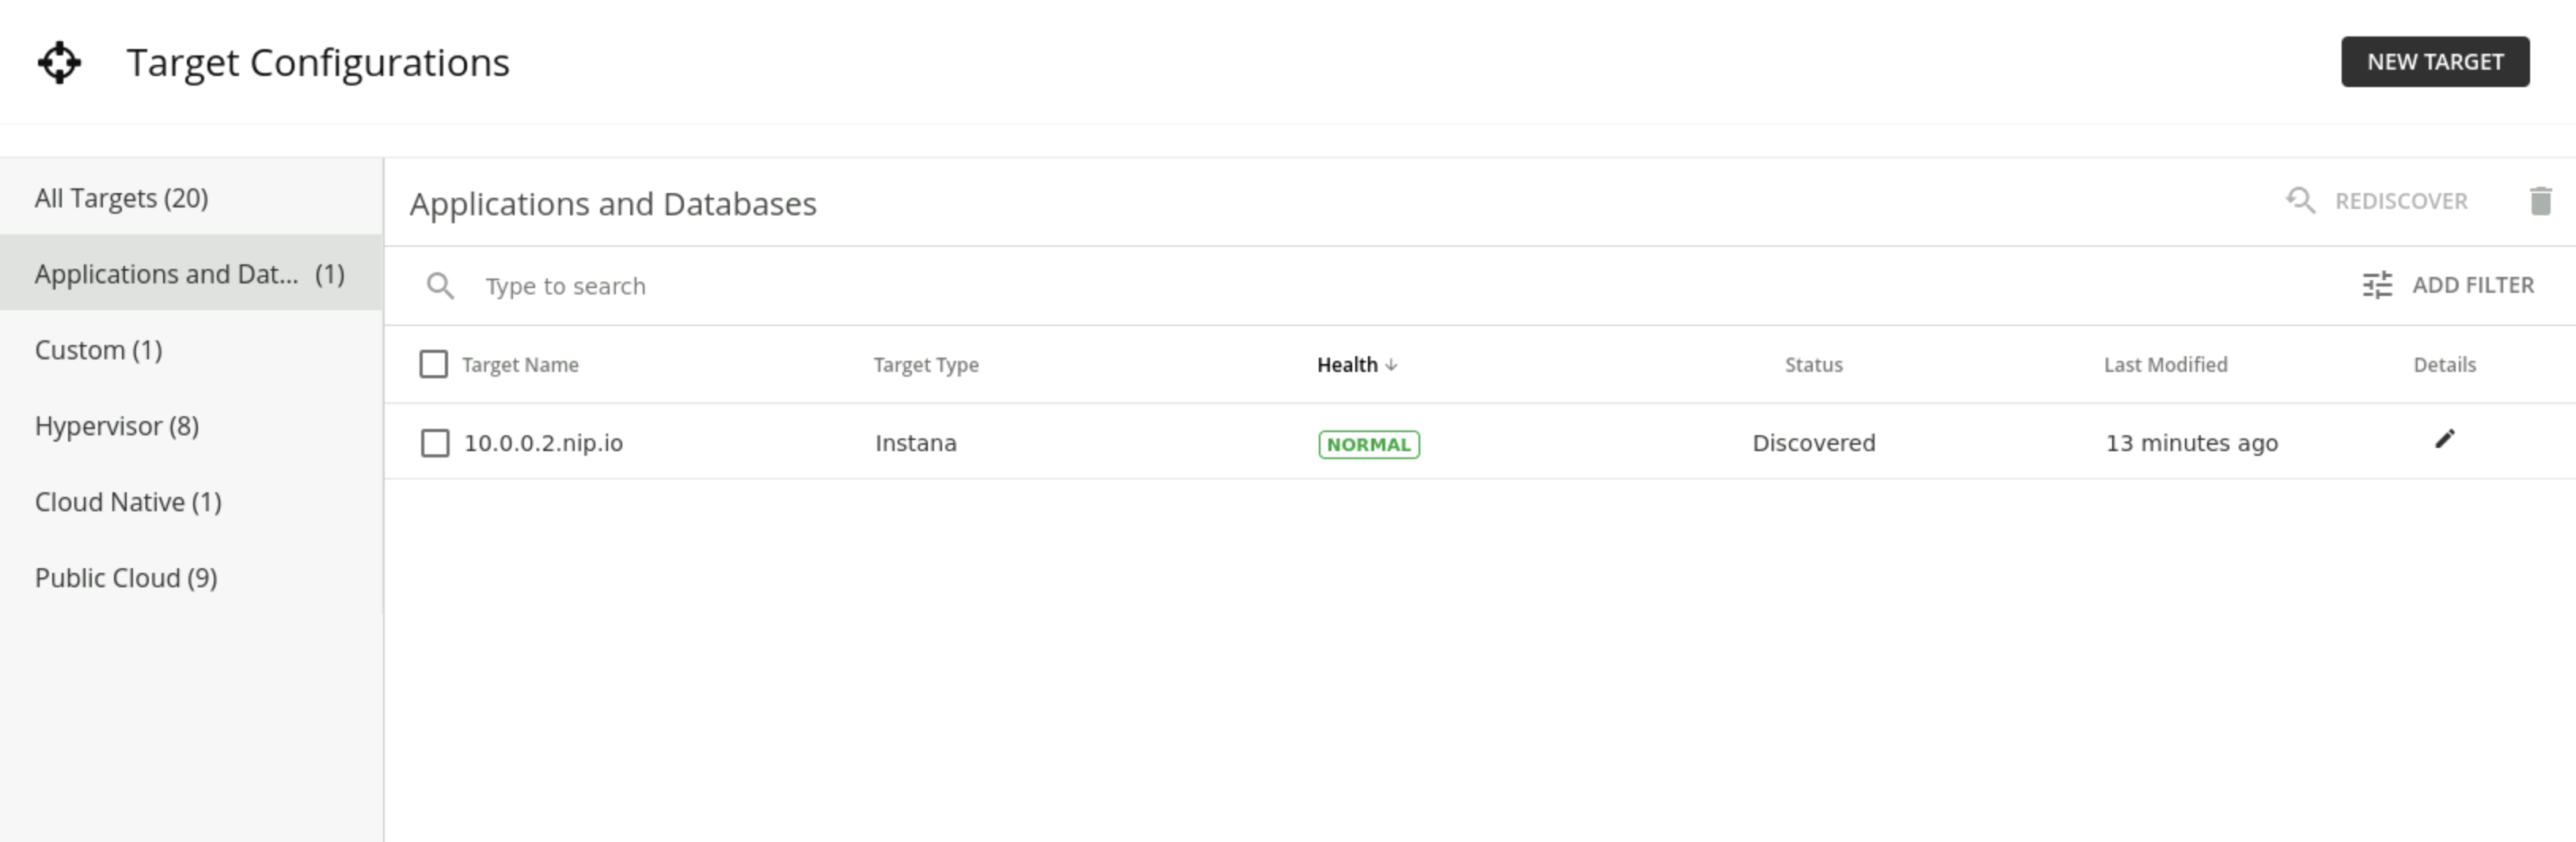 Target Configurations
NEW TARGET
All Targets (20)
Applications and Dat... (1)
Custom (1)
Hypervisor (8)
Cloud Native (1)
Public Cloud (9)
Applications and Databases
REDISCOVER
Type to search
ADD FILTER
Target Name Target Type Health ↓ Status Last Modified Details
10.0.0.2.nip.io Instana NORMAL Discovered 13 minutes ago